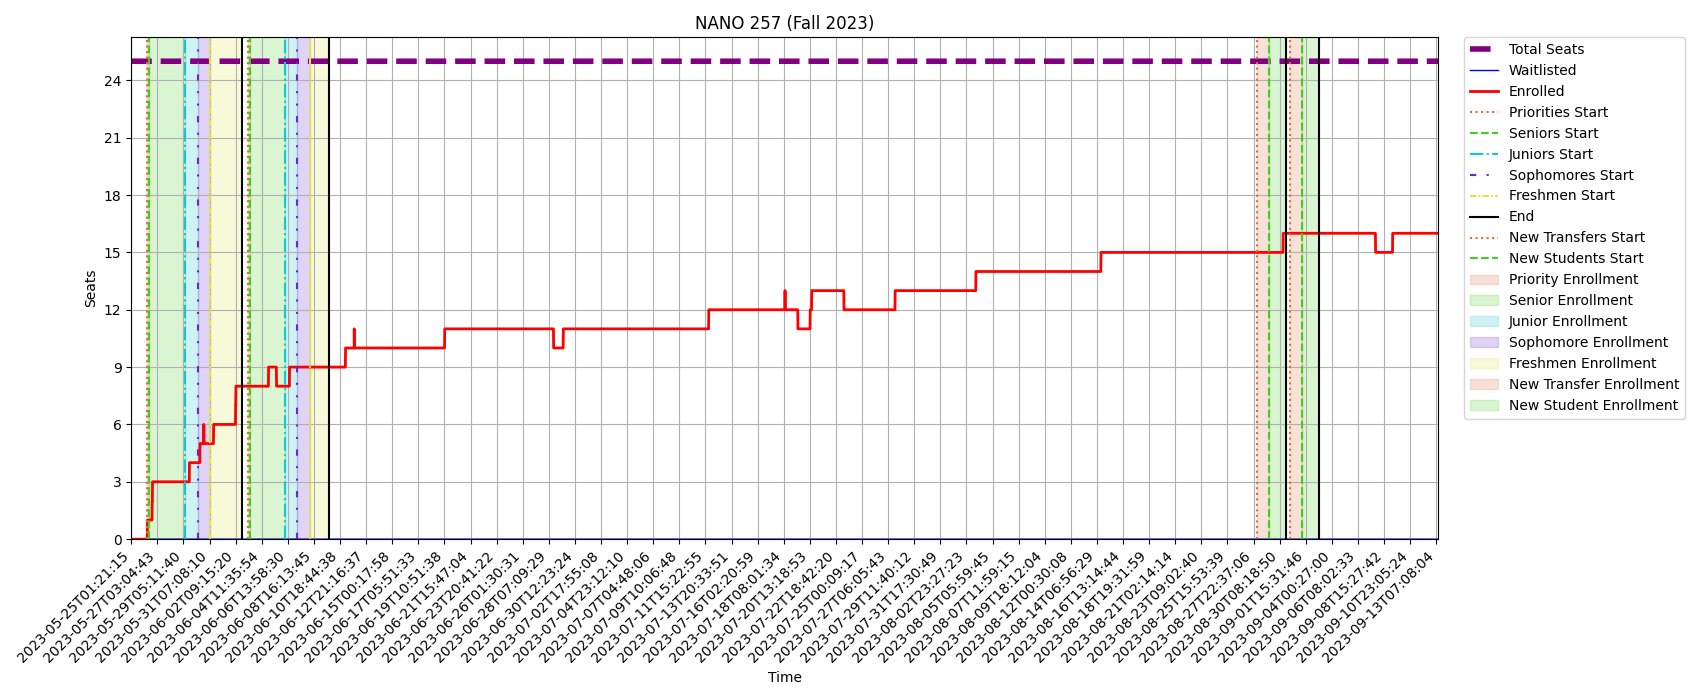 NANO 257 (Fall 2023)
Seats
24
21
18
15
12
9
6
3
0
2023-05-25T01:21:15
2023-05-27T03:04:43
2023-05-29T05:11:40
2023-05-31T07:08:10
2023-06-02T09:15:20
2023-06-04T11:35:54
2023-06-06T13:58:30
2023-06-08T16:13:45
2023-06-10T18:44:38
2023-06-12T21:16:37
2023-06-15T00:17:58
2023-06-17T05:51:33
2023-06-19T10:51:38
2023-06-21T15:47:04
2023-06-23T20:41:22
2023-06-26T01:30:31
2023-06-28T07:09:29
2023-06-30T12:23:24
2023-07-02T17:55:08
2023-07-04T23:12:10
2023-07-07T04:48:06
2023-07-09T10:06:48
2023-07-11T15:22:55
2023-07-13T20:33:51
2023-07-16T02:20:59
2023-07-18T08:01:34
2023-07-20T13:18:53
2023-07-22T18:42:20
2023-07-25T00:09:17
2023-07-27T06:05:43
2023-07-29T11:40:12
2023-07-31T17:30:49
2023-08-02T23:27:23
2023-08-05T05:59:45
2023-08-07T11:59:15
2023-08-09T18:12:04
2023-08-12T00:30:08
2023-08-14T06:56:29
2023-08-16T13:14:44
2023-08-18T19:31:59
2023-08-21T02:14:14
2023-08-23T09:02:40
2023-08-25T15:53:39
2023-08-27T22:37:06
2023-08-30T08:18:50
2023-09-01T15:31:46
2023-09-04T00:27:00
2023-09-06T08:02:33
2023-09-08T15:27:42
2023-09-10T23:05:24
2023-09-13T07:08:04
Time
Total Seats
Waitlisted
Enrolled
Priorities Start
Seniors Start
Juniors Start
Sophomores Start
Freshmen Start
End
New Transfers Start
New Students Start
Priority Enrollment
Senior Enrollment
Junior Enrollment
Sophomore Enrollment
Freshmen Enrollment
New Transfer Enrollment
New Student Enrollment